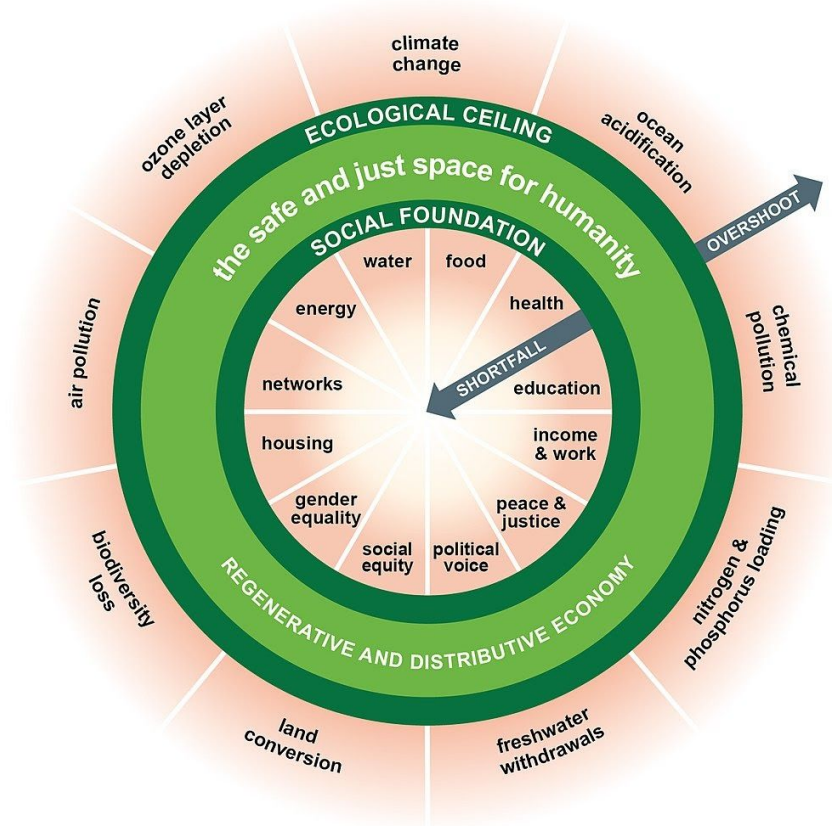 climate
change
ocean
acidification
OVERSHOOT
chemical
pollution
nitrogen &
phosphorus loading
freshwater
withdrawals
land
conversion
biodiversity
loss
air pollution
ozone layer
depletion
ECOLOGICAL CEILING
the safe and just space for humanity
SOCIAL FOUNDATION
water
food
health
SHORTFALL
education
income
& work
peace &
justice
political
voice
social
equity
gender
equality
housing
networks
energy
REGENERATIVE AND DISTRIBUTIVE ECONOMY